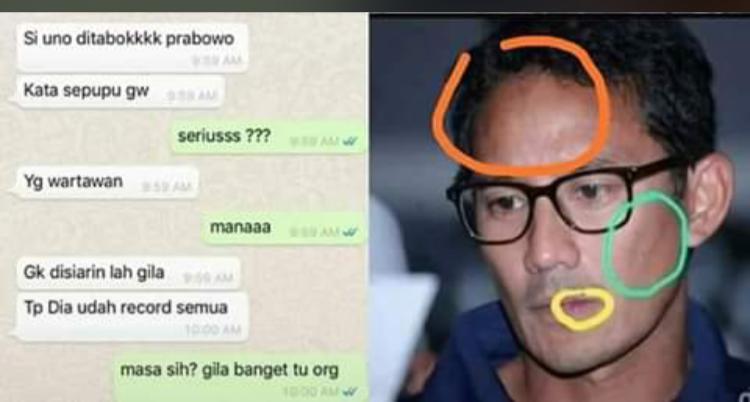 Si uno ditabokkkk prabowo
9:59 AM
Kata sepupu gw
9:59 AM
seriusss ???
9:59 AM
Yg wartawan
9:59 AM
manaaa
9:59 AM
Gk disiarin lah gila
9:59 AM
Tp Dia udah record semua
10:00 AM
masa sih? gila banget tu org
10:00 AM